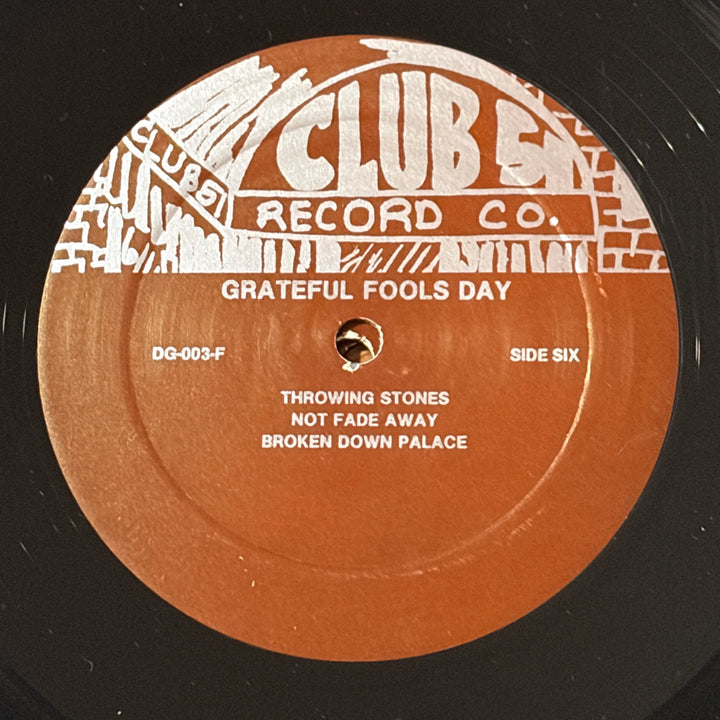 CLUB 51
CLUB 51
RECORD CO.
GRATEFUL FOOLS DAY
DG-003-F
SIDE SIX
THROWING STONES
NOT FADE AWAY
BROKEN DOWN PALACE